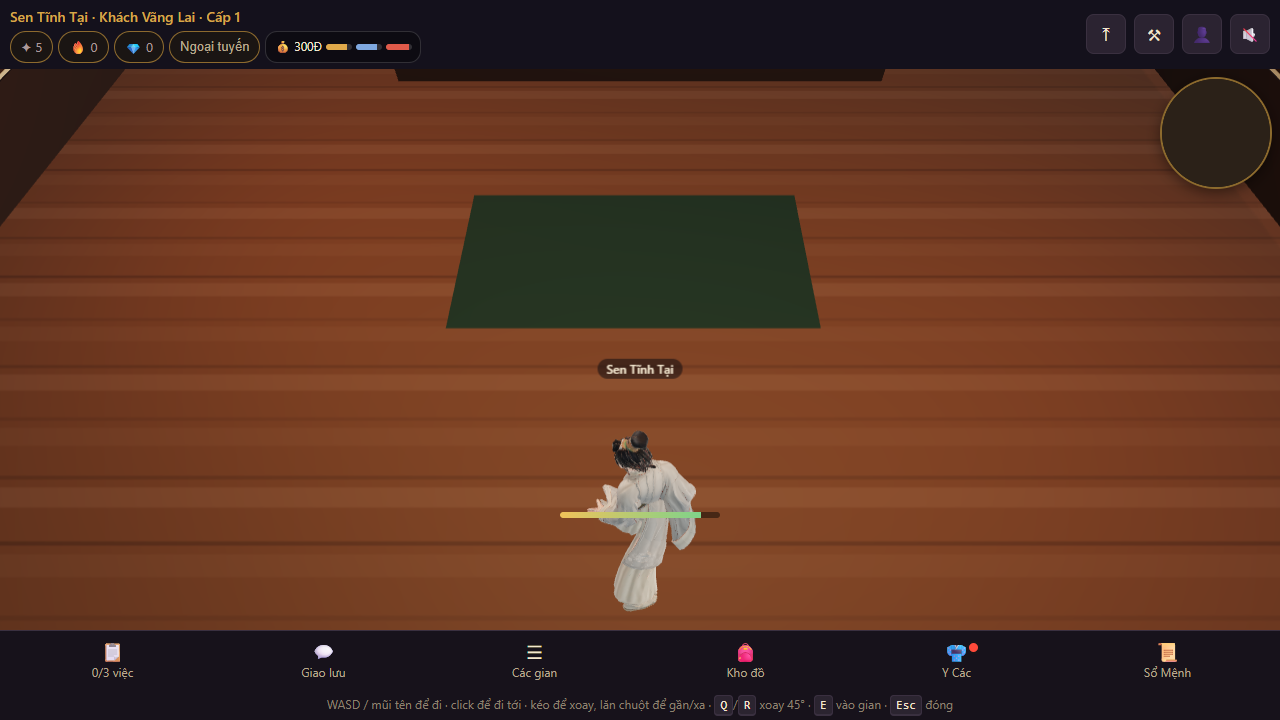 Sen Tĩnh Tại · Khách Vãng Lai · Cấp 1
5
0
0
Ngoại tuyến
300Đ
Sen Tĩnh Tại
0/3 việc
Giao lưu
Các gian
Kho đồ
Y Các
Sổ Mệnh
WASD / mũi tên để đi · click để đi tới · kéo để xoay, lăn chuột để gần/xa · Q / R xoay 45° · E vào gian · Esc đóng